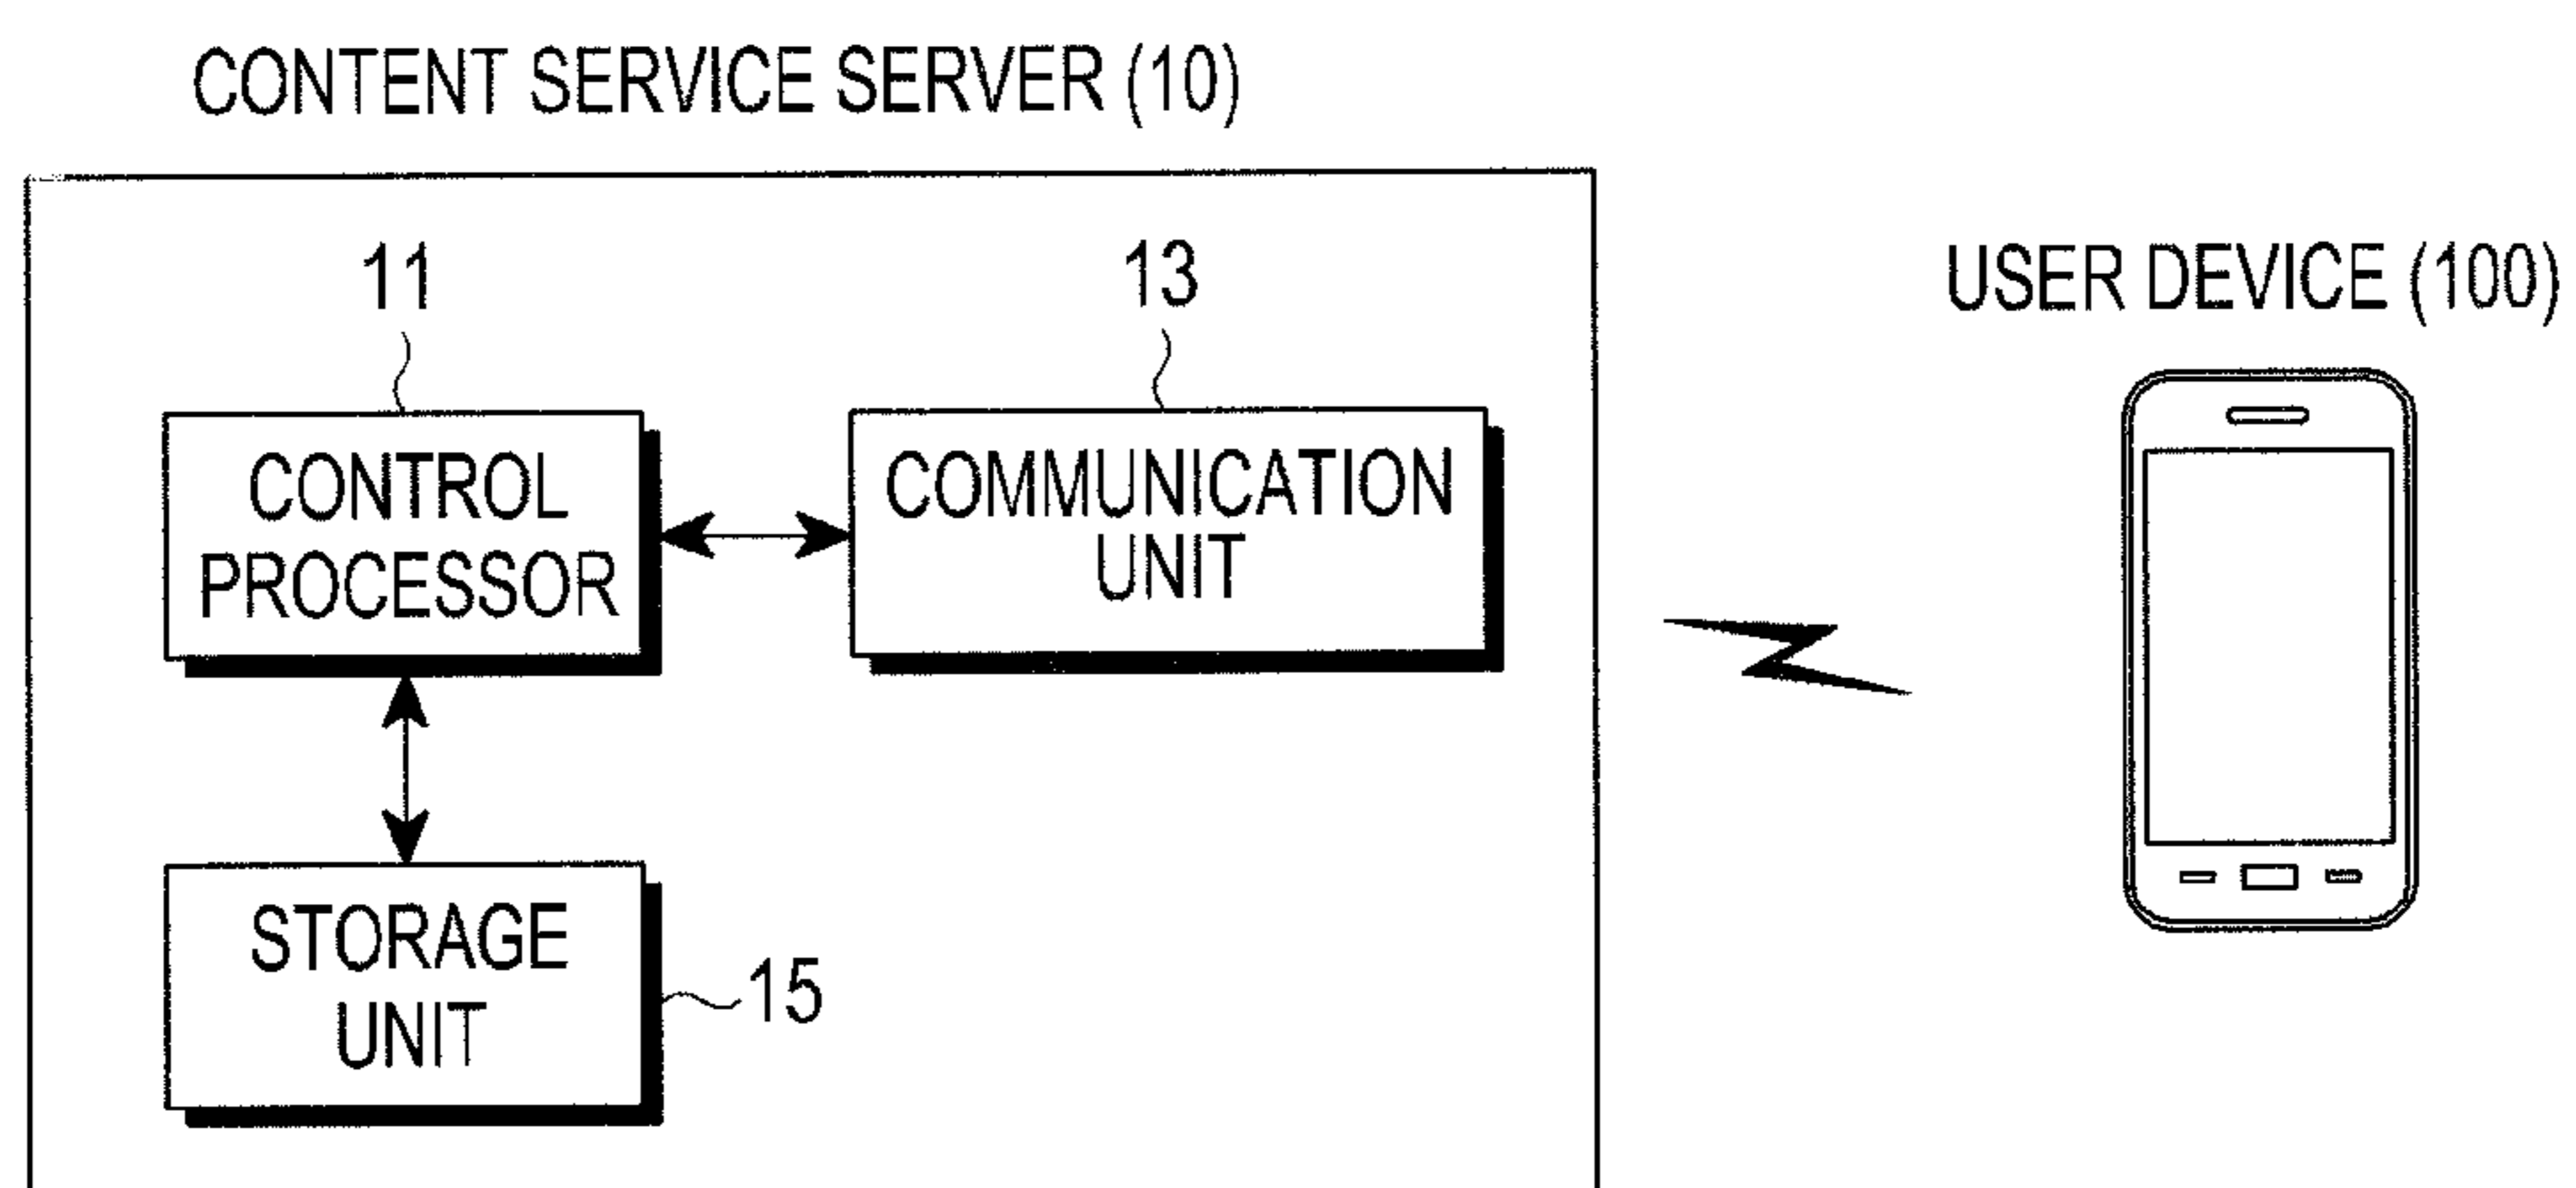 CONTENT SERVICE SERVER (10)
USER DEVICE (100)
11
13
CONTROL
PROCESSOR
COMMUNICATION
UNIT
STORAGE
UNIT
15